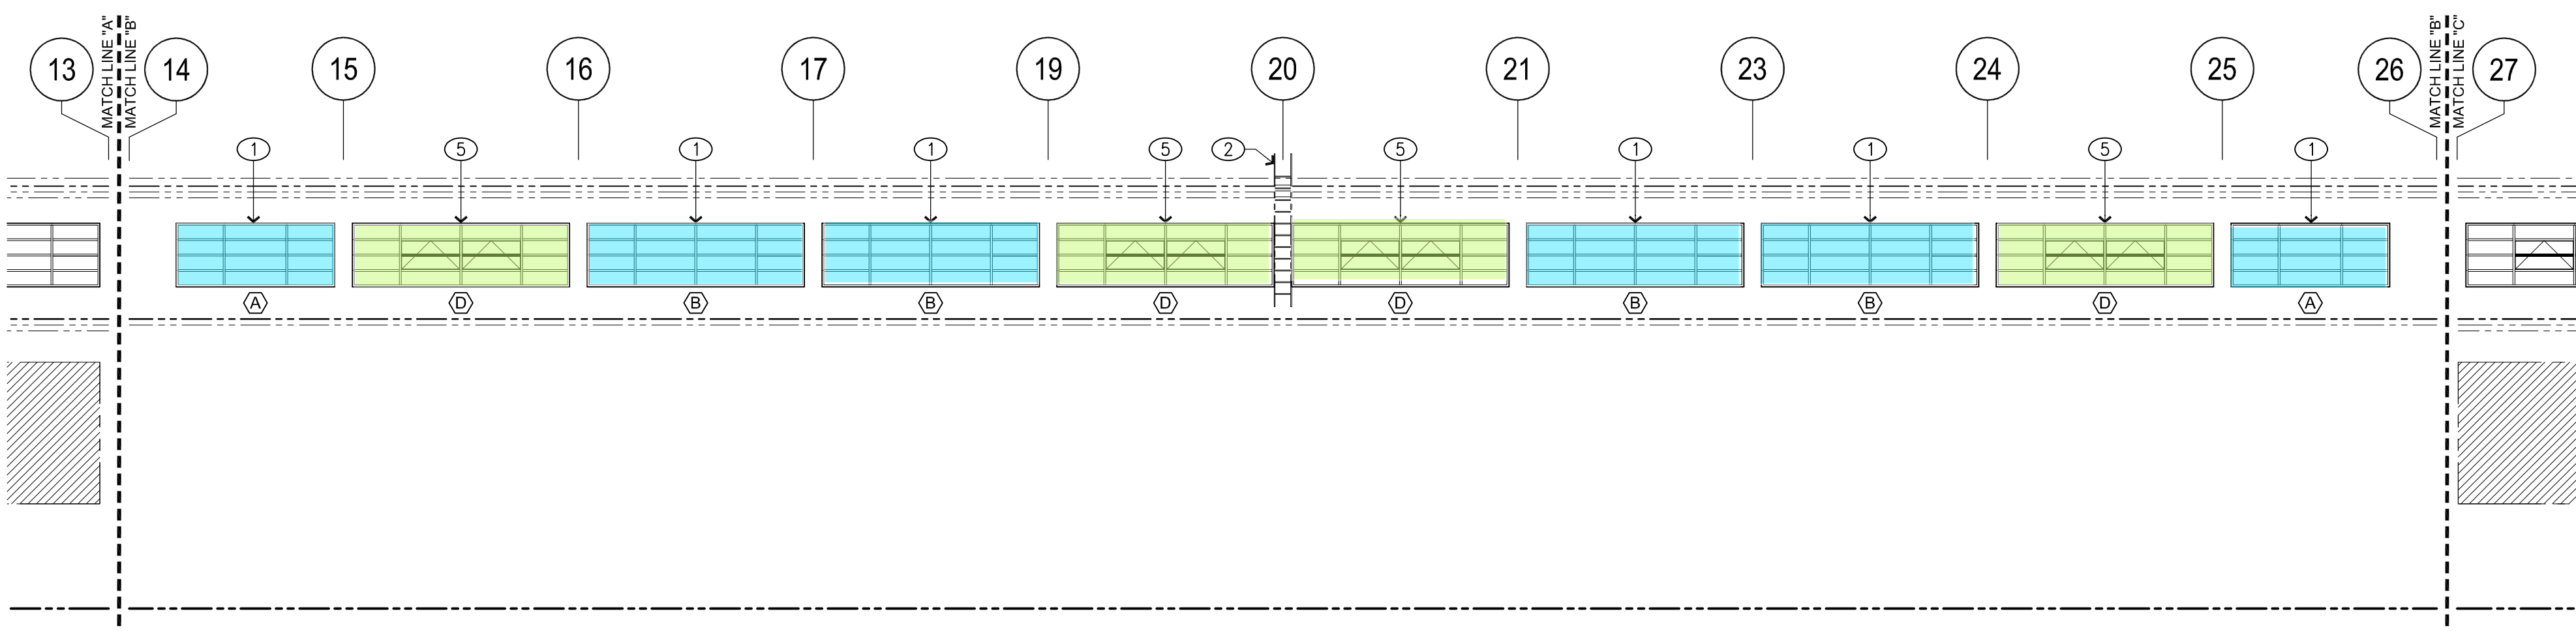 MATCH LINE "A"
MATCH LINE "B"
MATCH LINE "B"
MATCH LINE "C"
13 14 15 16 17 19 20 21 23 24 25 26 27
1 5 1 1 5 2 5 1 1 5 1
A D B B D D B B D A